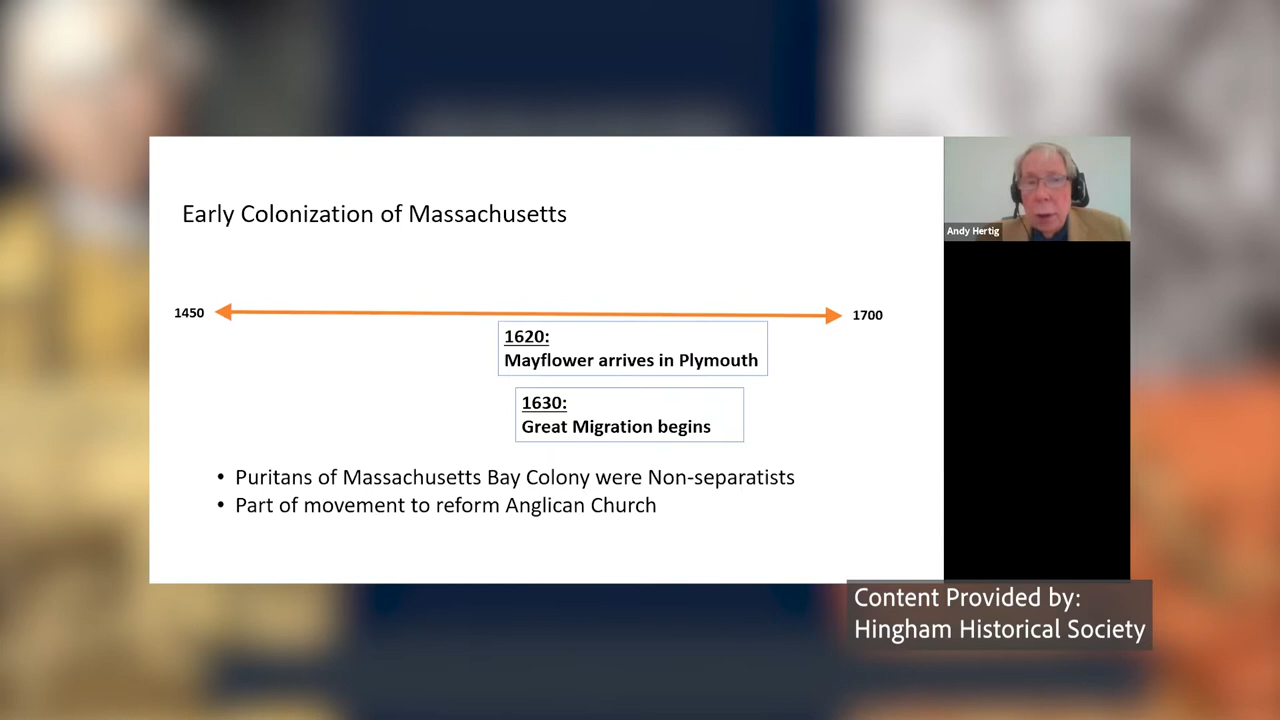 Early Colonization of Massachusetts
1450
1700
1620:
Mayflower arrives in Plymouth
1630:
Great Migration begins
• Puritans of Massachusetts Bay Colony were Non-separatists
• Part of movement to reform Anglican Church
Andy Hertig
Content Provided by:
Hingham Historical Society